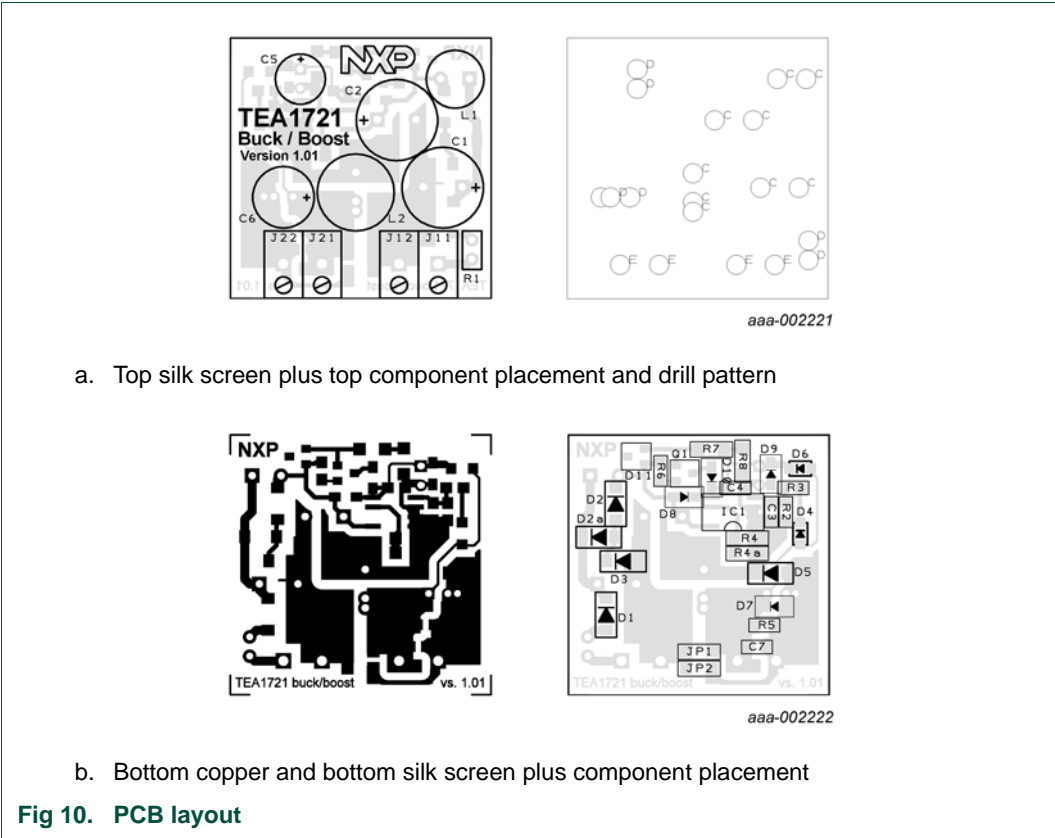 NXP
C5
C2
L1
TEA1721
Buck / Boost
Version 1.01
C1
C6
L2
J22 J21 J12 J11
R1
D
D
C C
C C
C
D D C C C
C
D
E E E E D
aaa-002221
a. Top silk screen plus top component placement and drill pattern
NXP
TEA1721 buck/boost vs. 1.01
NXP
R7 D9 D6
Q1 R8
D11 R6 D10
C4 R3
D2 D8 IC1 C3 R2 D4
D2a
R4
R4a
D3 D5
D7
D1 R5
JP1 C7
JP2
TEA1721 buck/boost vs. 1.01
aaa-002222
b. Bottom copper and bottom silk screen plus component placement
Fig 10. PCB layout